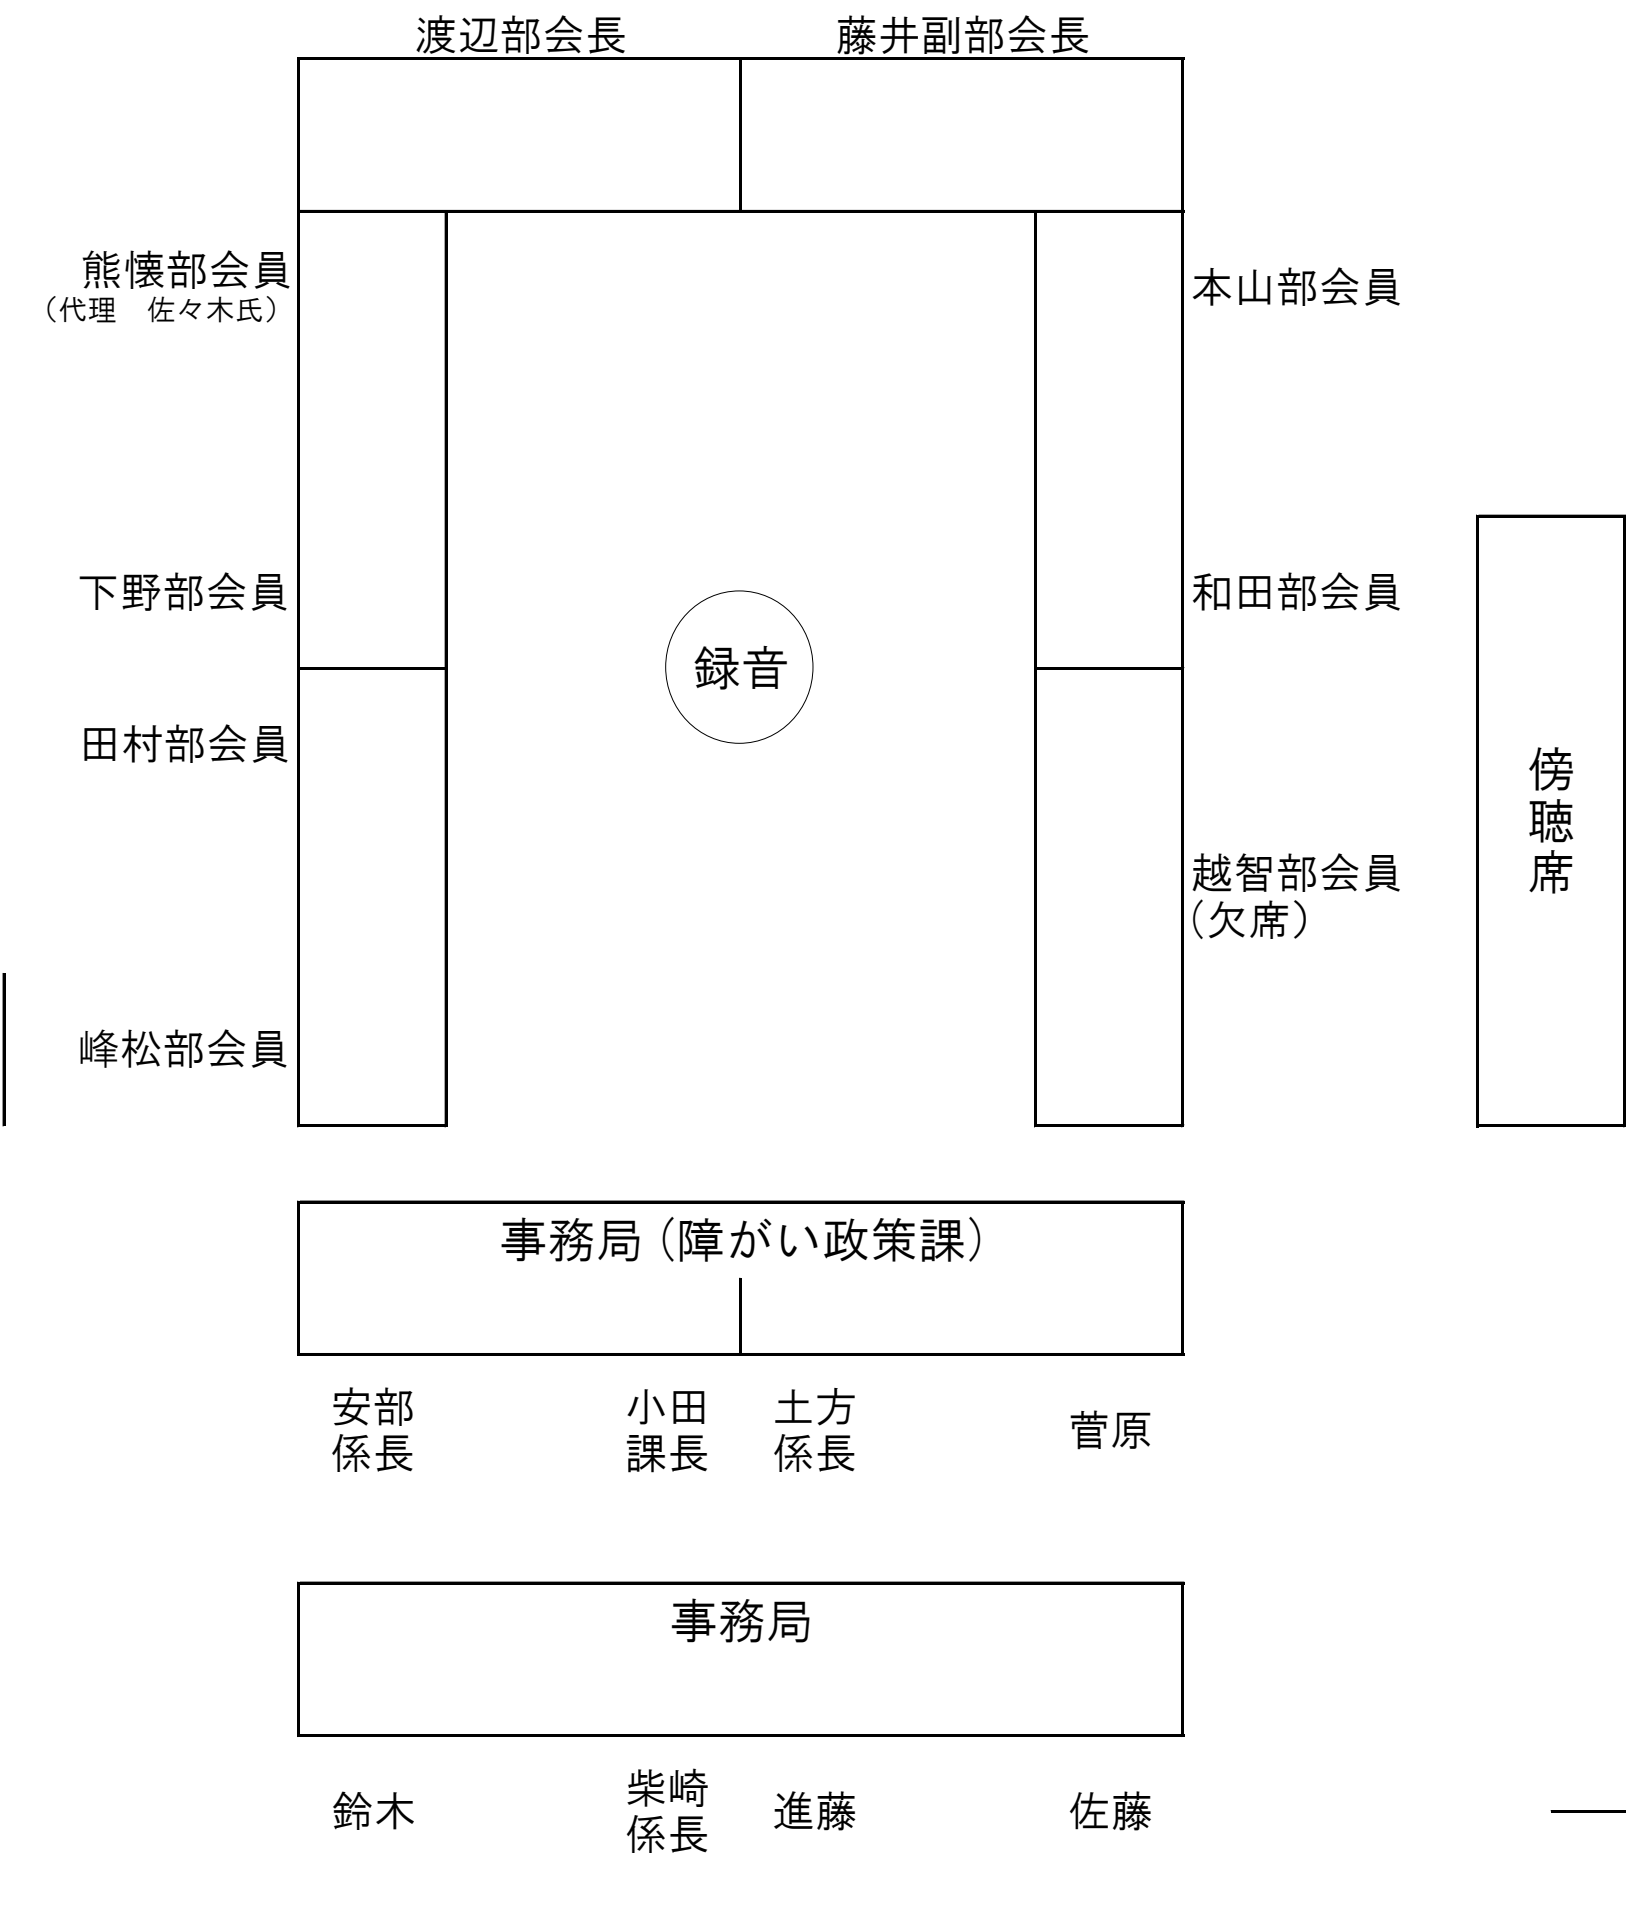 渡辺部会長
藤井副部会長
熊懐部会員
（代理　佐々木氏）
本山部会員
下野部会員
和田部会員
録音
田村部会員
傍聴席
越智部会員
（欠席）
峰松部会員
事務局（障がい政策課）
安部
係長
小田
課長
土方
係長
菅原
事務局
鈴木
柴崎
係長
進藤
佐藤